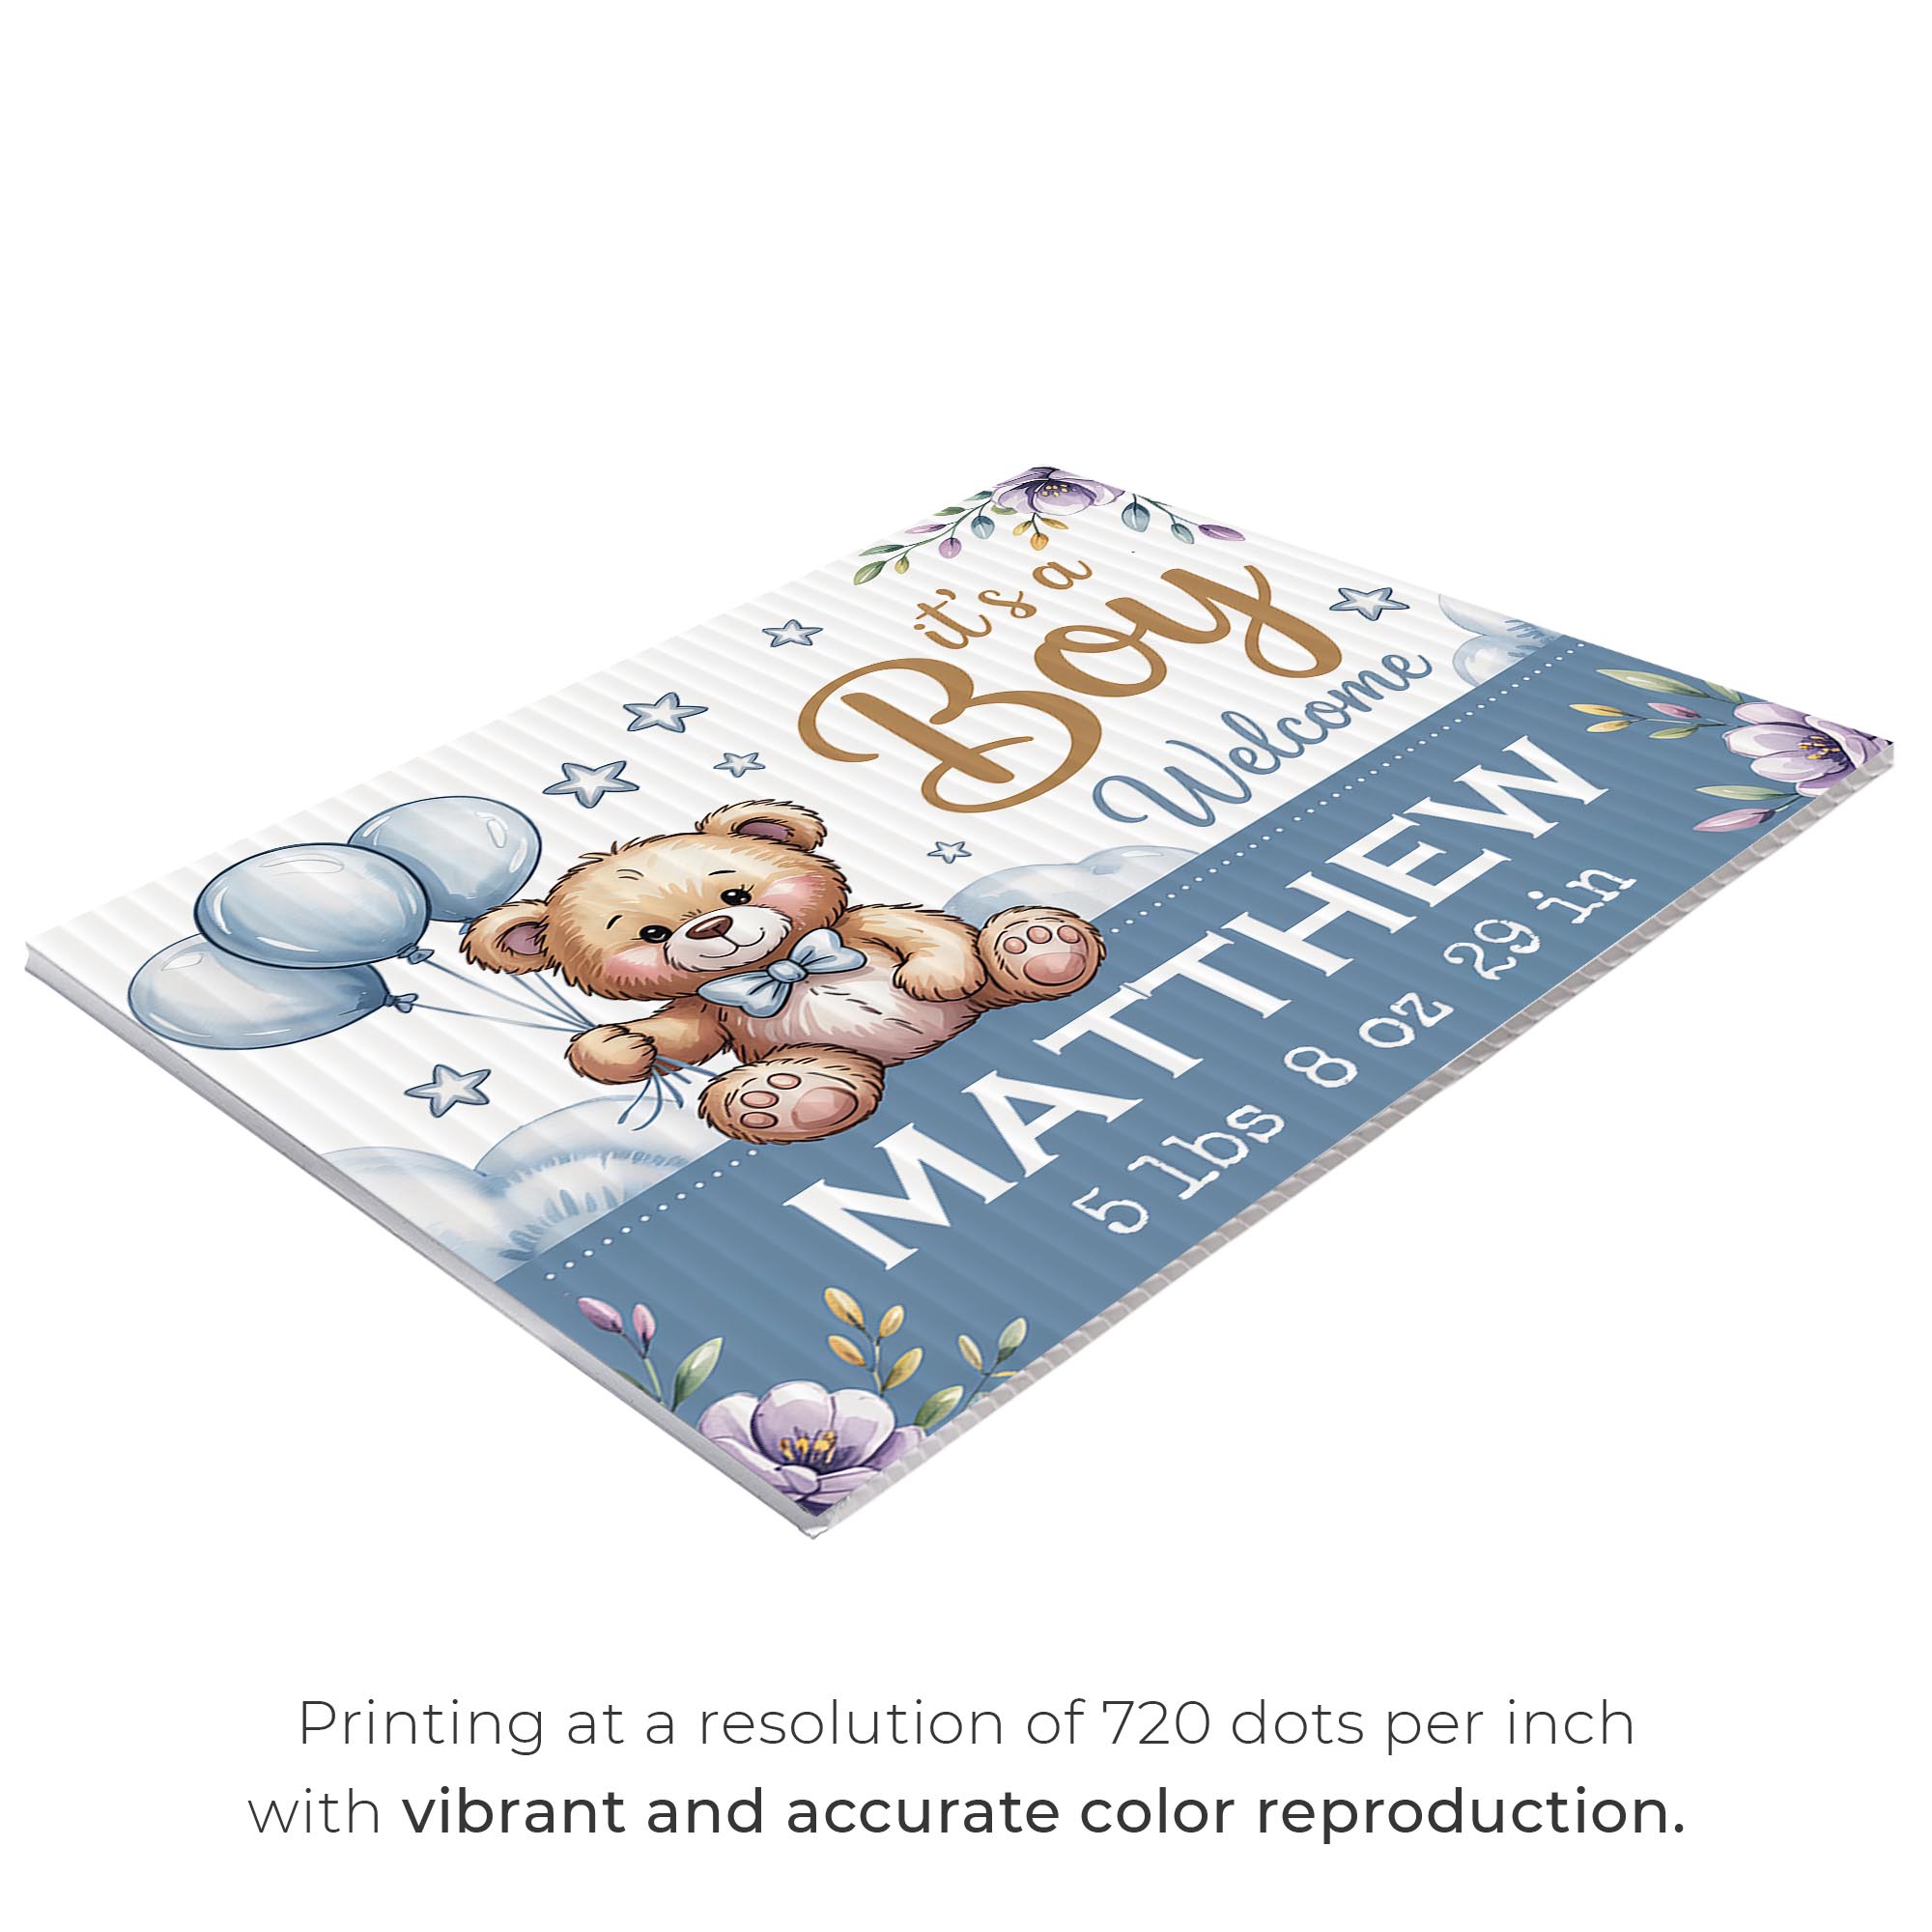 it's a
Boy
Welcome
MATTHEW
5 lbs 8 oz 29 in
Printing at a resolution of 720 dots per inch
with vibrant and accurate color reproduction.